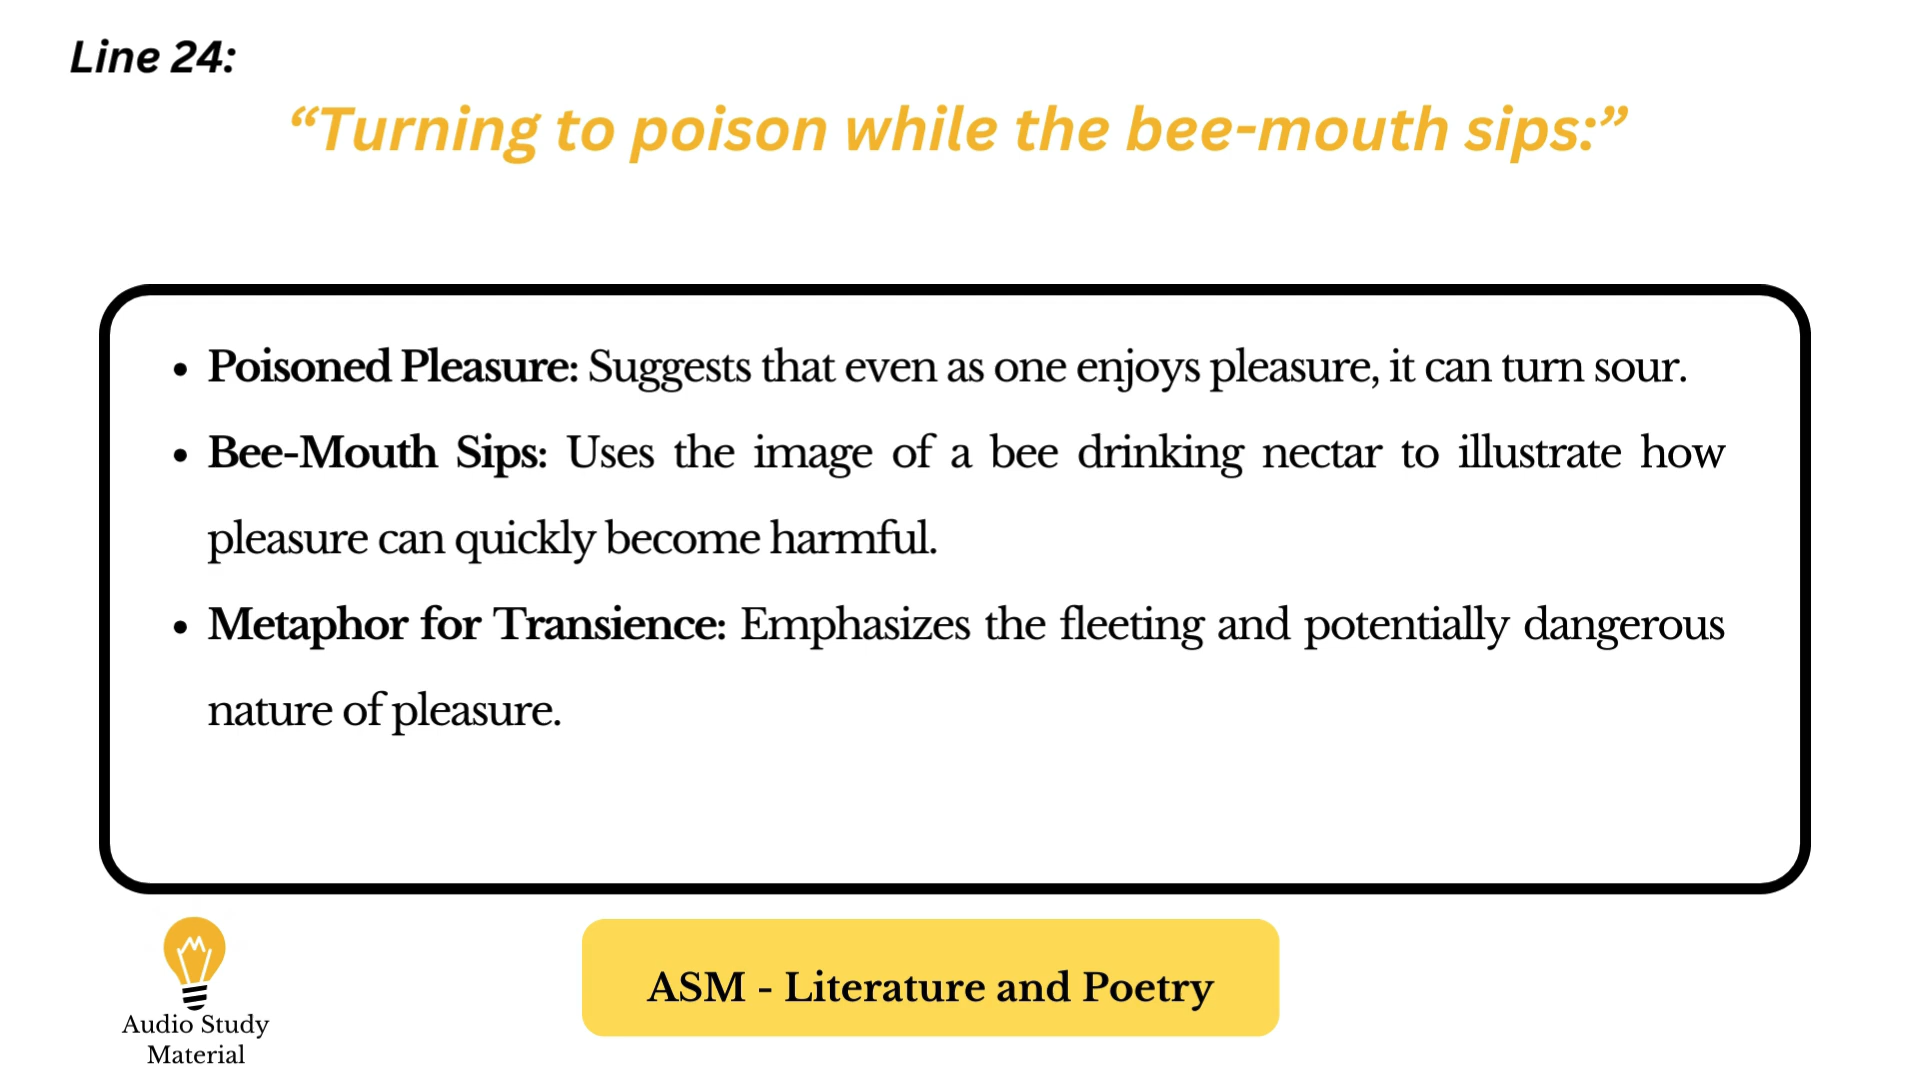 Line 24:
“Turning to poison while the bee-mouth sips:”
• Poisoned Pleasure: Suggests that even as one enjoys pleasure, it can turn sour.
• Bee-Mouth Sips: Uses the image of a bee drinking nectar to illustrate how
pleasure can quickly become harmful.
• Metaphor for Transience: Emphasizes the fleeting and potentially dangerous
nature of pleasure.
ASM - Literature and Poetry
Audio Study
Material